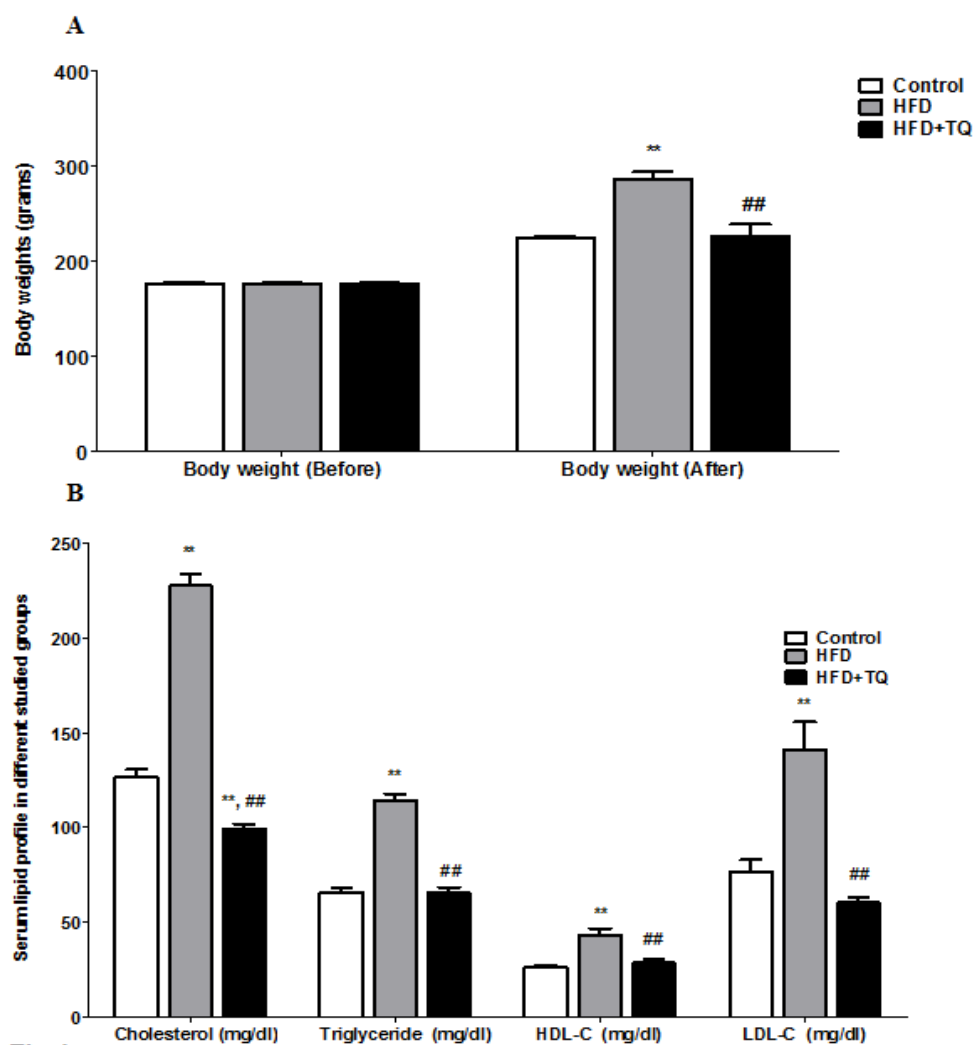 A
400
300
200
100
0
Body weights (grams)
Control
HFD
HFD+TQ
**
##
Body weight (Before)
Body weight (After)
B
250
200
150
100
50
0
Serum lipid profile in different studied groups
Control
HFD
HFD+TQ
**
**, ##
**
##
**
##
**
##
Cholesterol (mg/dl)
Triglyceride (mg/dl)
HDL-C (mg/dl)
LDL-C (mg/dl)